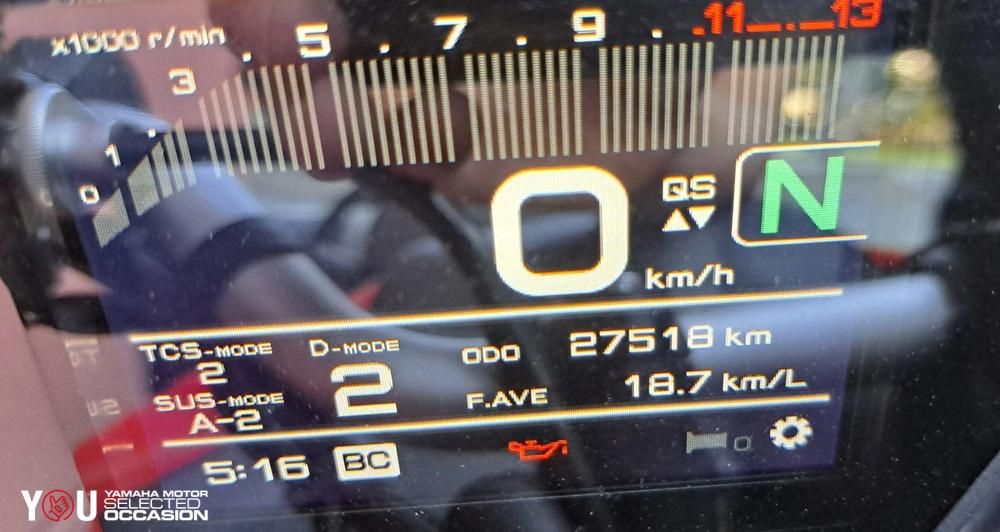 x1000 r/min
0 1 3 5 7 9 11 13
0 km/h
QS
N
TCS-MODE
2
D-MODE
2
SUS-MODE
A-2
ODO 27518 km
F.AVE 18.7 km/L
5:16 BC
0
YOU YAMAHA MOTOR
SELECTED
OCCASION